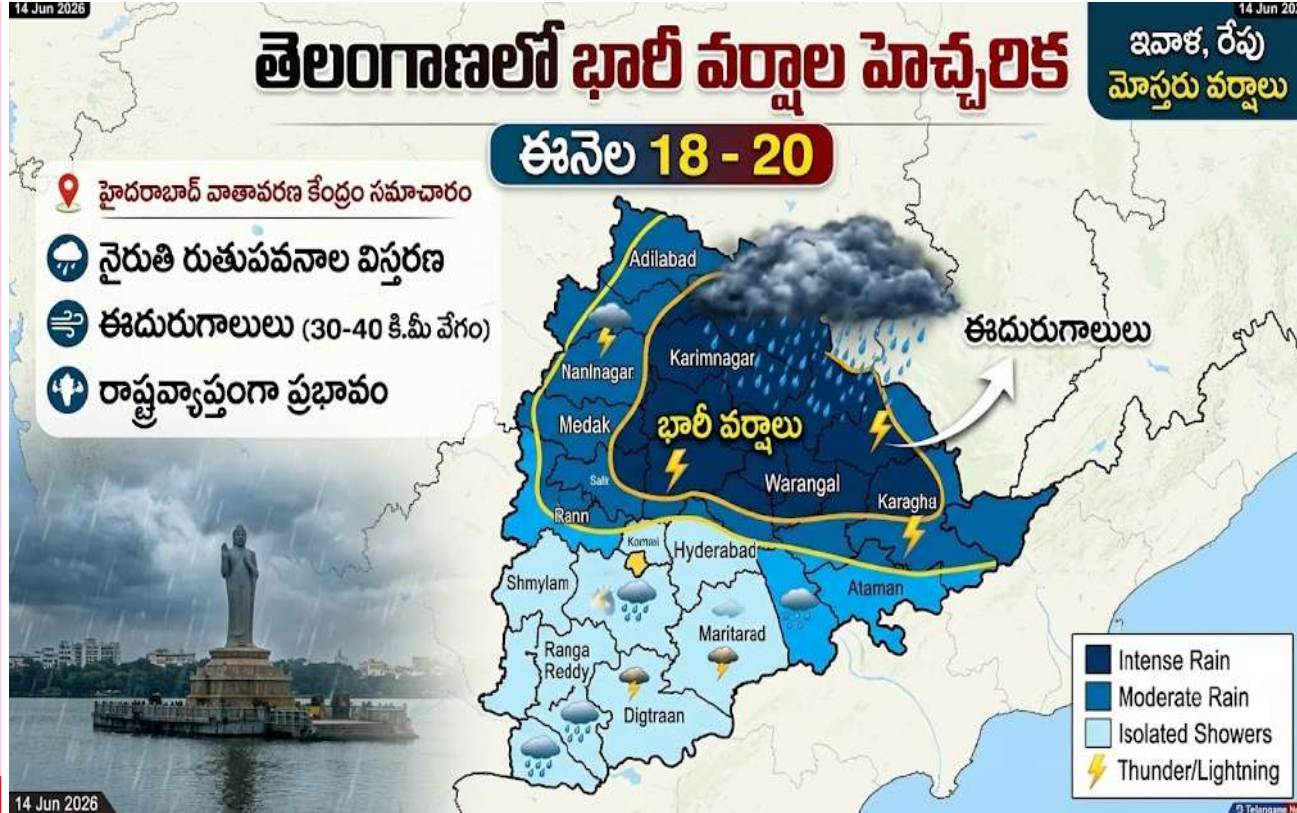 14 Jun 2026
14 Jun 202
తెలంగాణలో భారీ వర్షాల హెచ్చరిక
ఇవాళ, రేపు
మోస్తరు వర్షాలు
ఈనెల 18 - 20
హైదరాబాద్ వాతావరణ కేంద్రం సమాచారం
నైరుతి రుతుపవనాల విస్తరణ
ఈదురుగాలులు (30-40 కి.మీ వేగం)
రాష్ట్రవ్యాప్తంగా ప్రభావం
Adilabad
ఈదురుగాలులు
Karimnagar
Nanlnagar
Medak
భారీ వర్షాలు
Warangal
Karagha
Rann
Hyderabad
Shmylam
Ataman
Maritarad
Ranga
Reddy
Digtraan
Intense Rain
Moderate Rain
Isolated Showers
Thunder/Lightning
14 Jun 2026